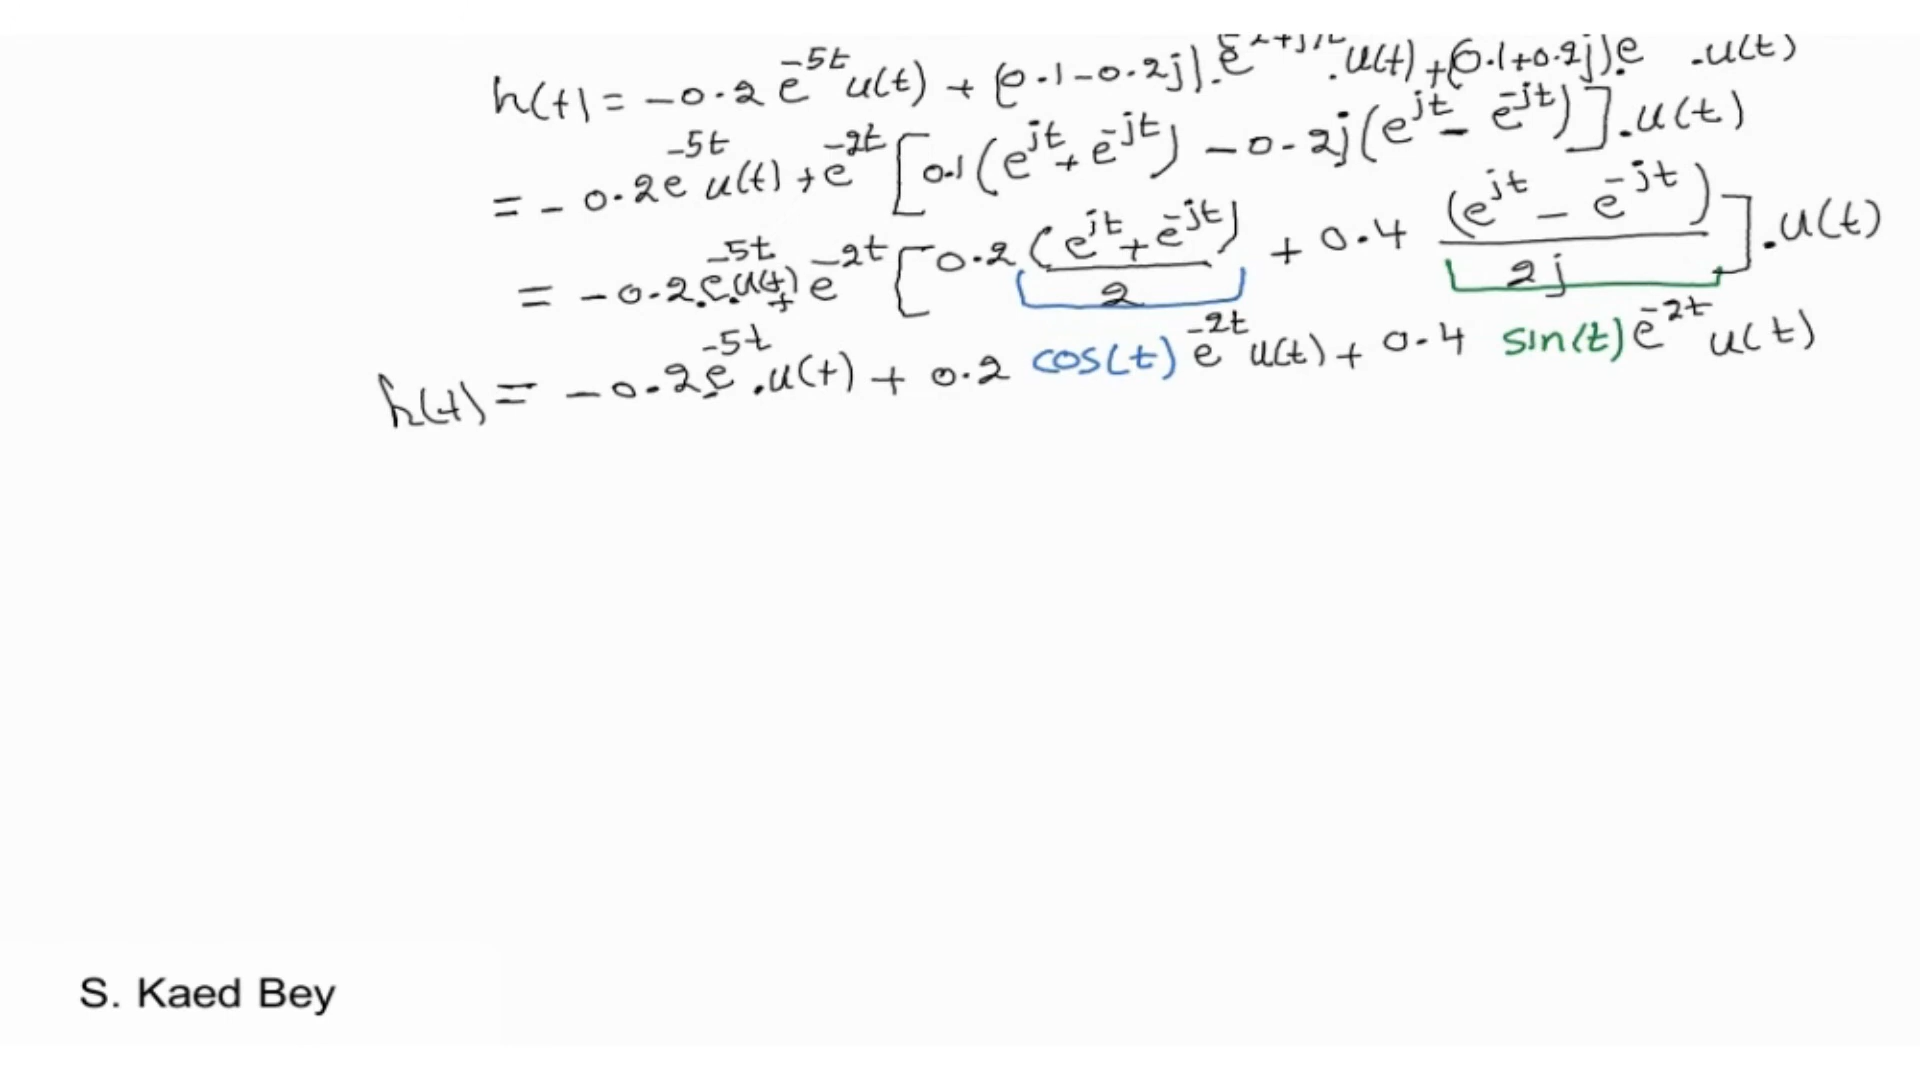 h(t) = -0.2 e^{-5t} u(t) + (0.1-0.2j).e .u(t) + (0.1+0.2j).e .u(t)
= -0.2e^{-5t} u(t) + e^{-2t} [0.1(e^{jt} + e^{-jt}) - 0.2j(e^{jt} - e^{-jt})].u(t)
= -0.2.e^{-5t}.u(t) + e^{-2t} [0.2 (e^{jt} + e^{-jt})/2 + 0.4 (e^{jt} - e^{-jt})/2j].u(t)
h(t) = -0.2e^{-5t}.u(t) + 0.2 cos(t) e^{-2t} u(t) + 0.4 sin(t) e^{-2t} u(t)
S. Kaed Bey